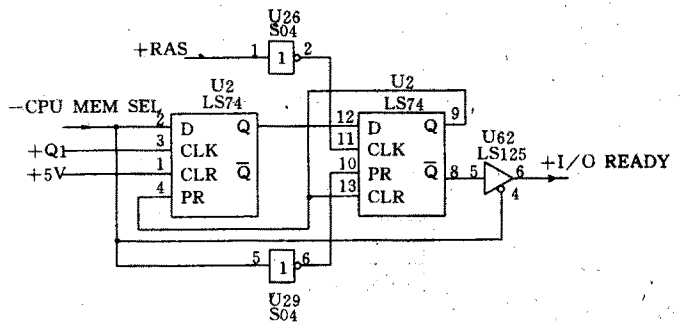 U26
S04
+RAS 1 1 2
U2
LS74
U2
LS74
-CPU MEM SEL 2 D Q 12 D Q 9
+Q1 3 CLK 11 CLK
+5V 1 CLR Q 10 PR Q 8
4 PR 13 CLR
U62
LS125
5 6 +I/O READY
4
5 1 6
U29
S04